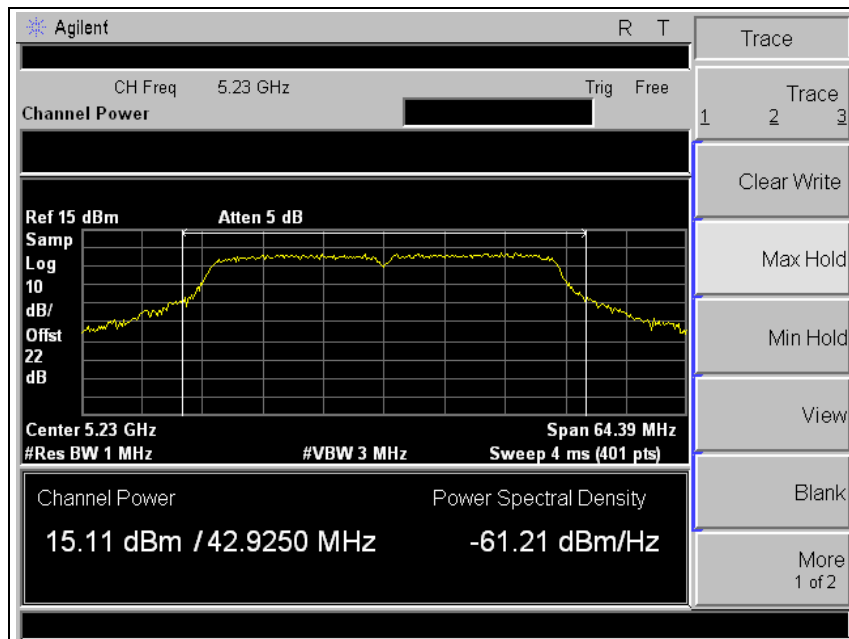 Agilent R T
CH Freq 5.23 GHz Trig Free
Channel Power
Ref 15 dBm Atten 5 dB
Samp
Log
10
dB/
Offst
22
dB
Center 5.23 GHz Span 64.39 MHz
#Res BW 1 MHz #VBW 3 MHz Sweep 4 ms (401 pts)
Channel Power Power Spectral Density
15.11 dBm / 42.9250 MHz -61.21 dBm/Hz
Trace
Trace
1 2 3
Clear Write
Max Hold
Min Hold
View
Blank
More
1 of 2